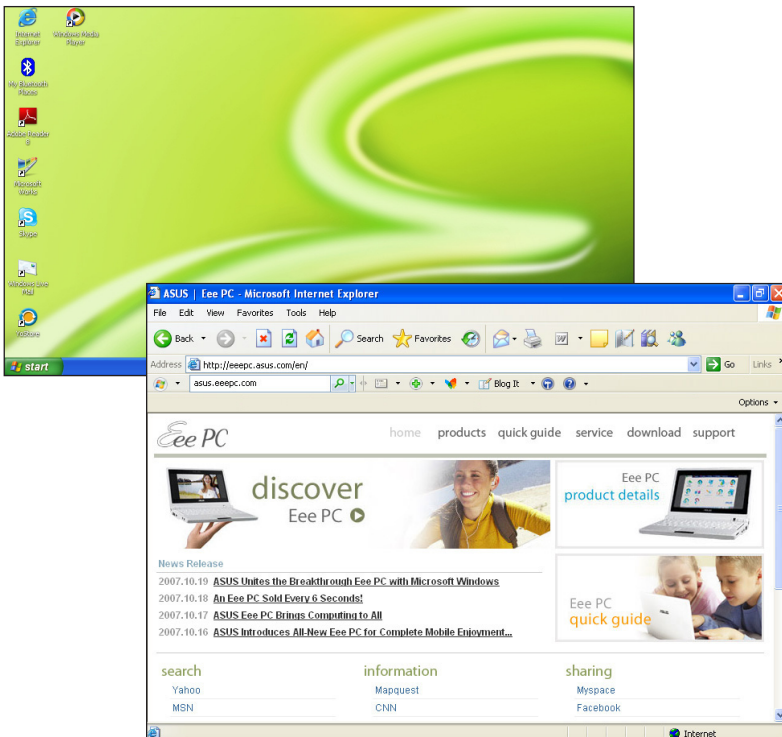 Internet Explorer
Windows Media Player
My Bluetooth Places
Adobe Reader 8
Microsoft Works
Skype
Windows Live Mail
YoStore
start
ASUS | Eee PC - Microsoft Internet Explorer
File Edit View Favorites Tools Help
Back Search Favorites
Address http://eeepc.asus.com/en/ Go Links
asus.eeepc.com Blog It
Options
Eee PC home products quick guide service download support
discover
Eee PC
Eee PC
product details
News Release
2007.10.19 ASUS Unites the Breakthrough Eee PC with Microsoft Windows
2007.10.18 An Eee PC Sold Every 6 Seconds!
2007.10.17 ASUS Eee PC Brings Computing to All
2007.10.16 ASUS Introduces All-New Eee PC for Complete Mobile Enjoyment...
Eee PC
quick guide
search information sharing
Yahoo Mapquest Myspace
MSN CNN Facebook
Internet